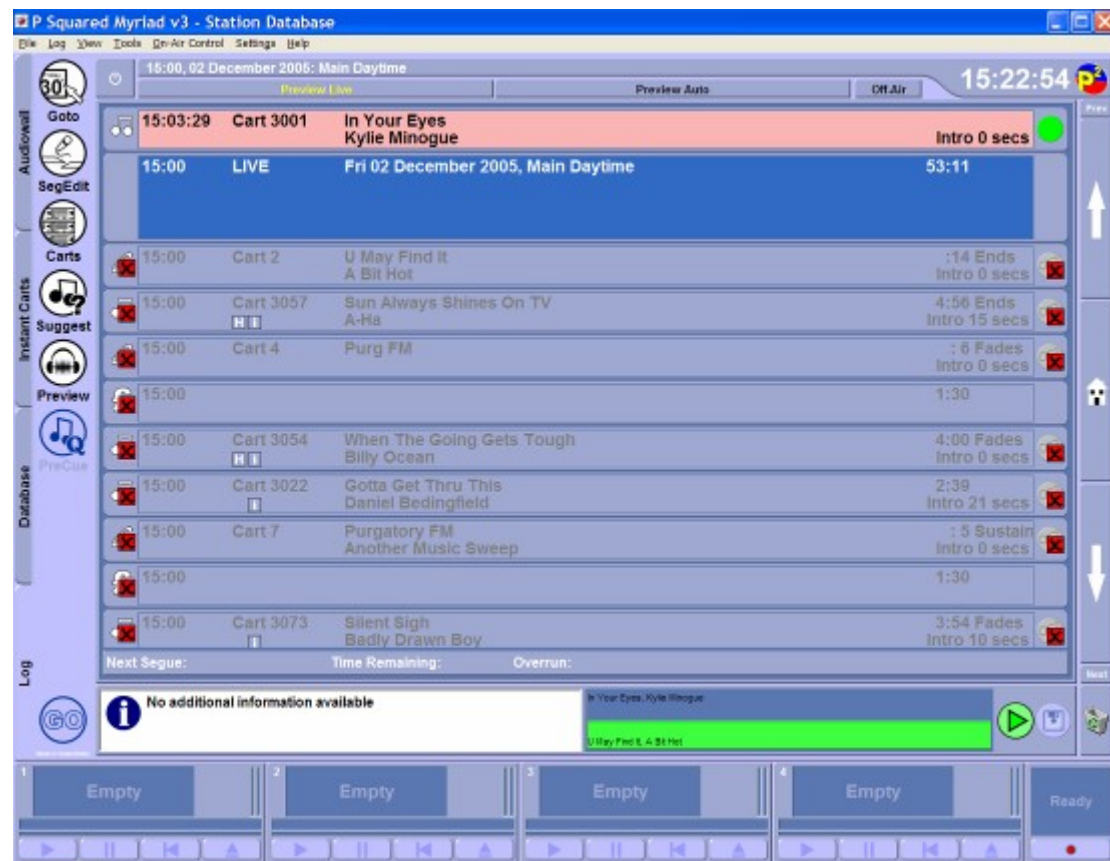 P Squared Myriad v3 - Station Database
File Log View Tools On-Air Control Settings Help
15:00, 02 December 2005: Main Daytime
Preview Live Preview Auto Off Air 15:22:54
Prev
30
Goto
SegEdit
Carts
Suggest
Preview
PreCue
Audiowall
Instant Carts
Database
Log
15:03:29 Cart 3001 In Your Eyes
Kylie Minogue Intro 0 secs
15:00 LIVE Fri 02 December 2005, Main Daytime 53:11
15:00 Cart 2 U May Find It :14 Ends
A Bit Hot Intro 0 secs
15:00 Cart 3057 Sun Always Shines On TV 4:56 Ends
H I A-Ha Intro 15 secs
15:00 Cart 4 Purg FM : 6 Fades
Intro 0 secs
15:00 1:30
15:00 Cart 3054 When The Going Gets Tough 4:00 Fades
H I Billy Ocean Intro 0 secs
15:00 Cart 3022 Gotta Get Thru This 2:39
I Daniel Bedingfield Intro 21 secs
15:00 Cart 7 Purgatory FM : 5 Sustain
Another Music Sweep Intro 0 secs
15:00 1:30
15:00 Cart 3073 Silent Sigh 3:54 Fades
I Badly Drawn Boy Intro 10 secs
Next Segue: Time Remaining: Overrun:
Next
GO
No additional information available
In Your Eyes, Kylie Minogue
U May Find It, A Bit Hot
1 Empty 2 Empty 3 Empty 4 Empty Ready